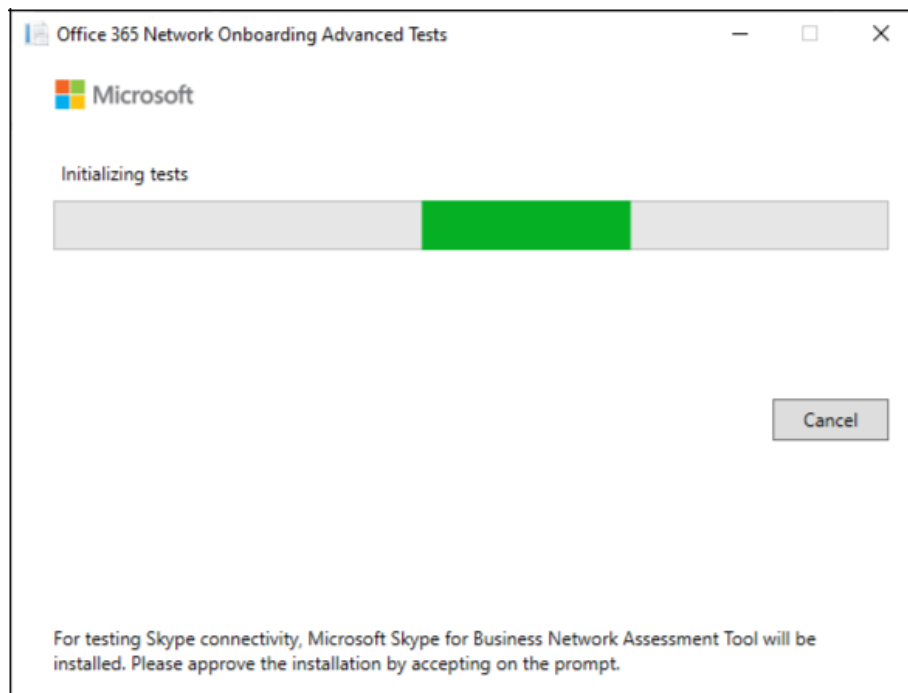 Office 365 Network Onboarding Advanced Tests
Microsoft
Initializing tests
Cancel
For testing Skype connectivity, Microsoft Skype for Business Network Assessment Tool will be
installed. Please approve the installation by accepting on the prompt.